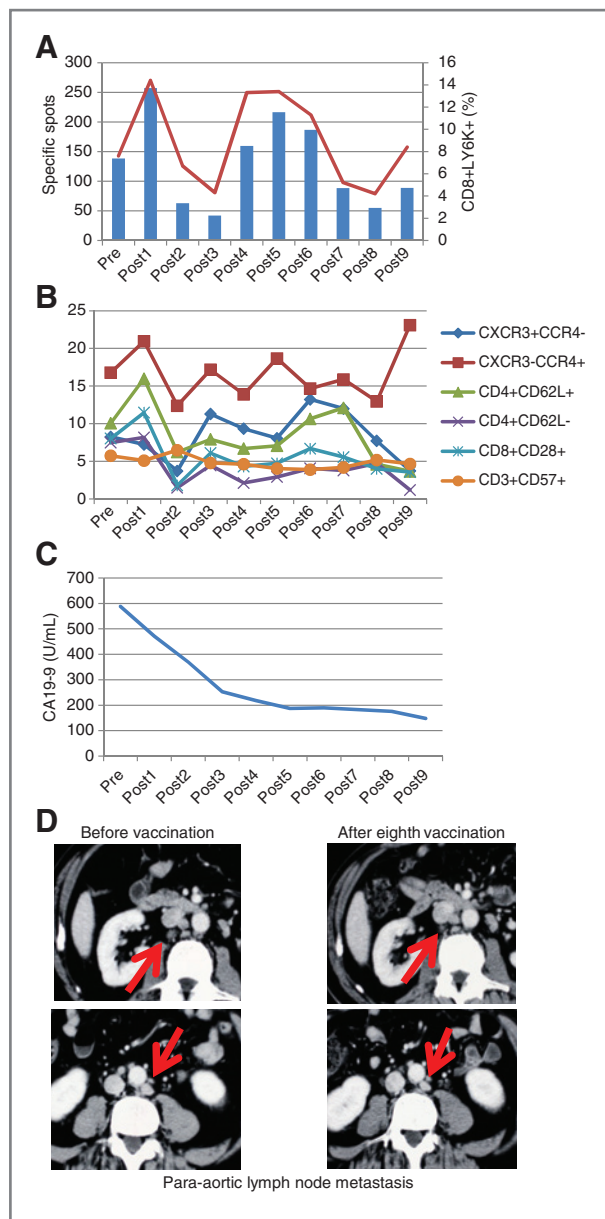 A
Specific spots
300
250
200
150
100
50
0
16
14
12
10
8
6
4
2
0
CD8+LY6K+ (%)
Pre Post1 Post2 Post3 Post4 Post5 Post6 Post7 Post8 Post9
B
25
20
15
10
5
0
Pre Post1 Post2 Post3 Post4 Post5 Post6 Post7 Post8 Post9
CXCR3+CCR4-
CXCR3-CCR4+
CD4+CD62L+
CD4+CD62L-
CD8+CD28+
CD3+CD57+
C
CA19-9 (U/mL)
700
600
500
400
300
200
100
0
Pre Post1 Post2 Post3 Post4 Post5 Post6 Post7 Post8 Post9
D
Before vaccination After eighth vaccination
Para-aortic lymph node metastasis